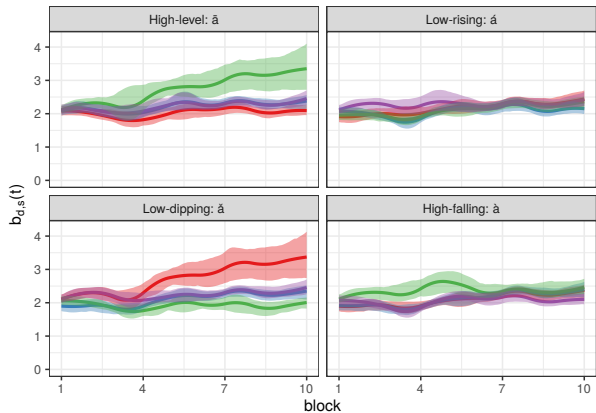 High-level: ā
Low-rising: á
4
3
2
1
0
Low-dipping: ǎ
High-falling: à
4
3
2
1
0
1 4 7 10 1 4 7 10
block
b_d,s(t)